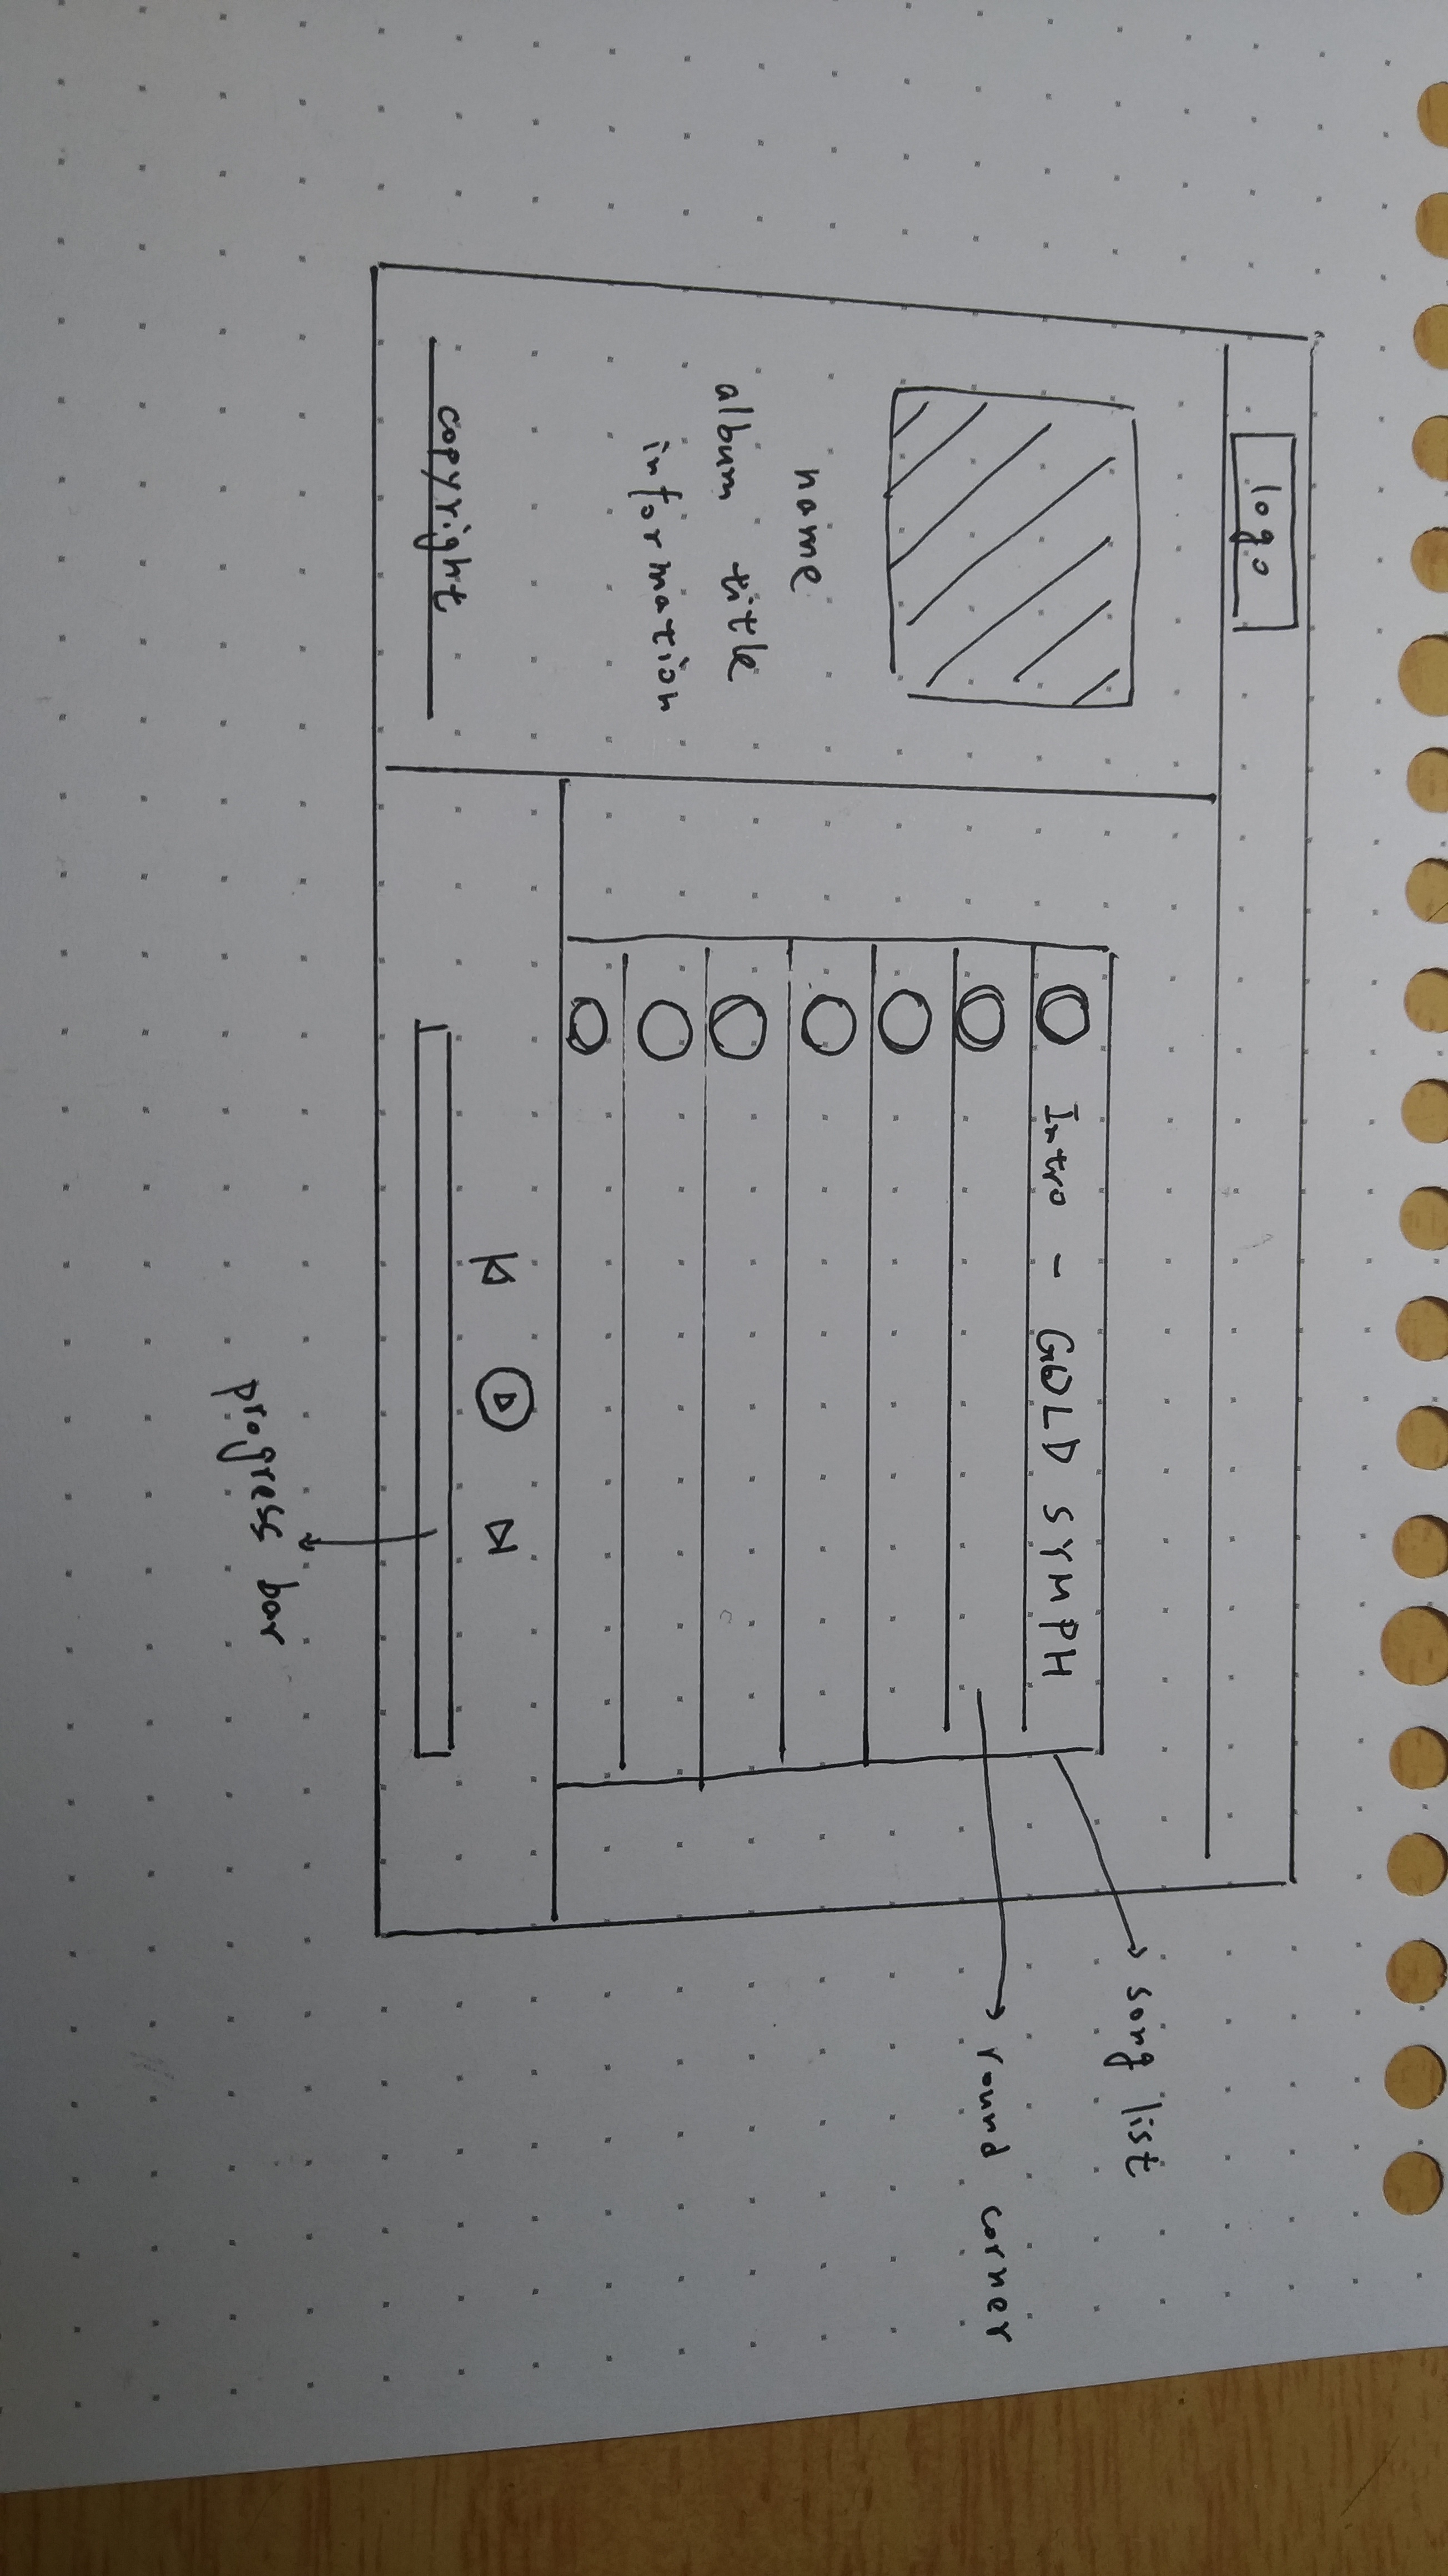 logo
song list
Intro - GOLD SYMPH
round corner
name
album title
information
copyright
progress bar